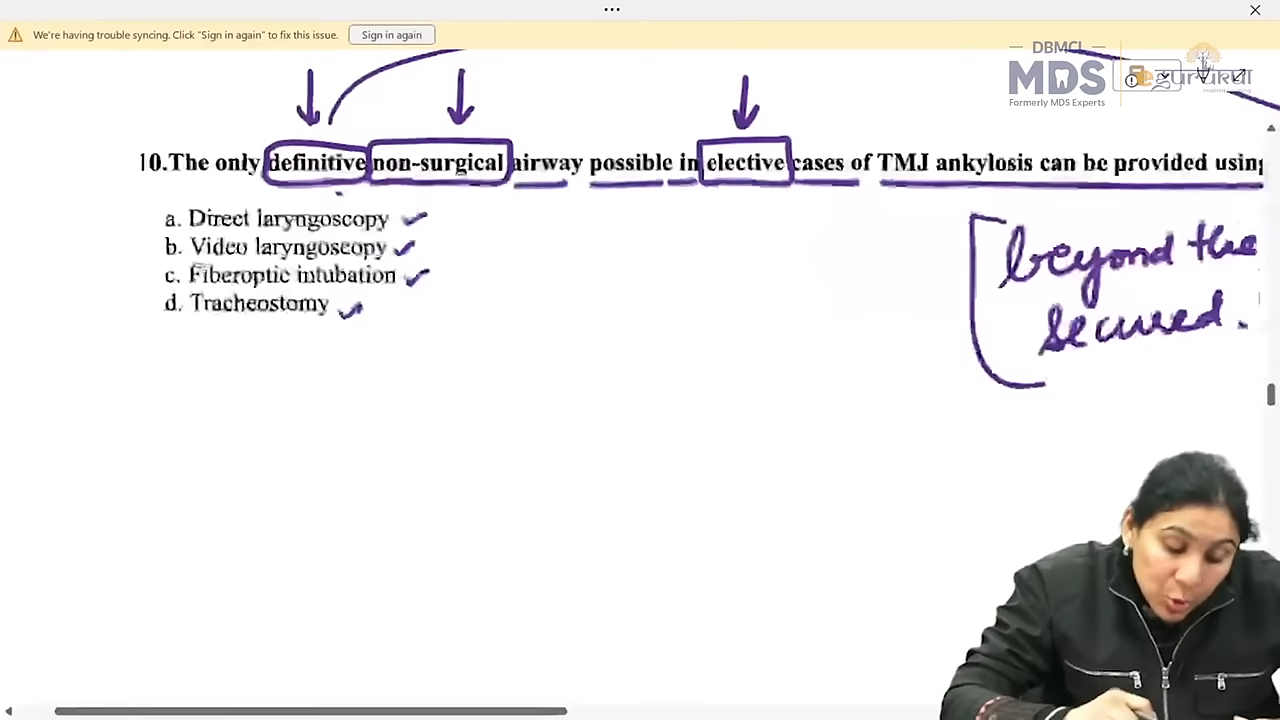 We're having trouble syncing. Click "Sign in again" to fix this issue. Sign in again
DBMCI
MDS
Formerly MDS Experts
egurukul
10.The only definitive non-surgical airway possible in elective cases of TMJ ankylosis can be provided using
a. Direct laryngoscopy
b. Video laryngoscopy
c. Fiberoptic intubation
d. Tracheostomy
beyond the
secured.